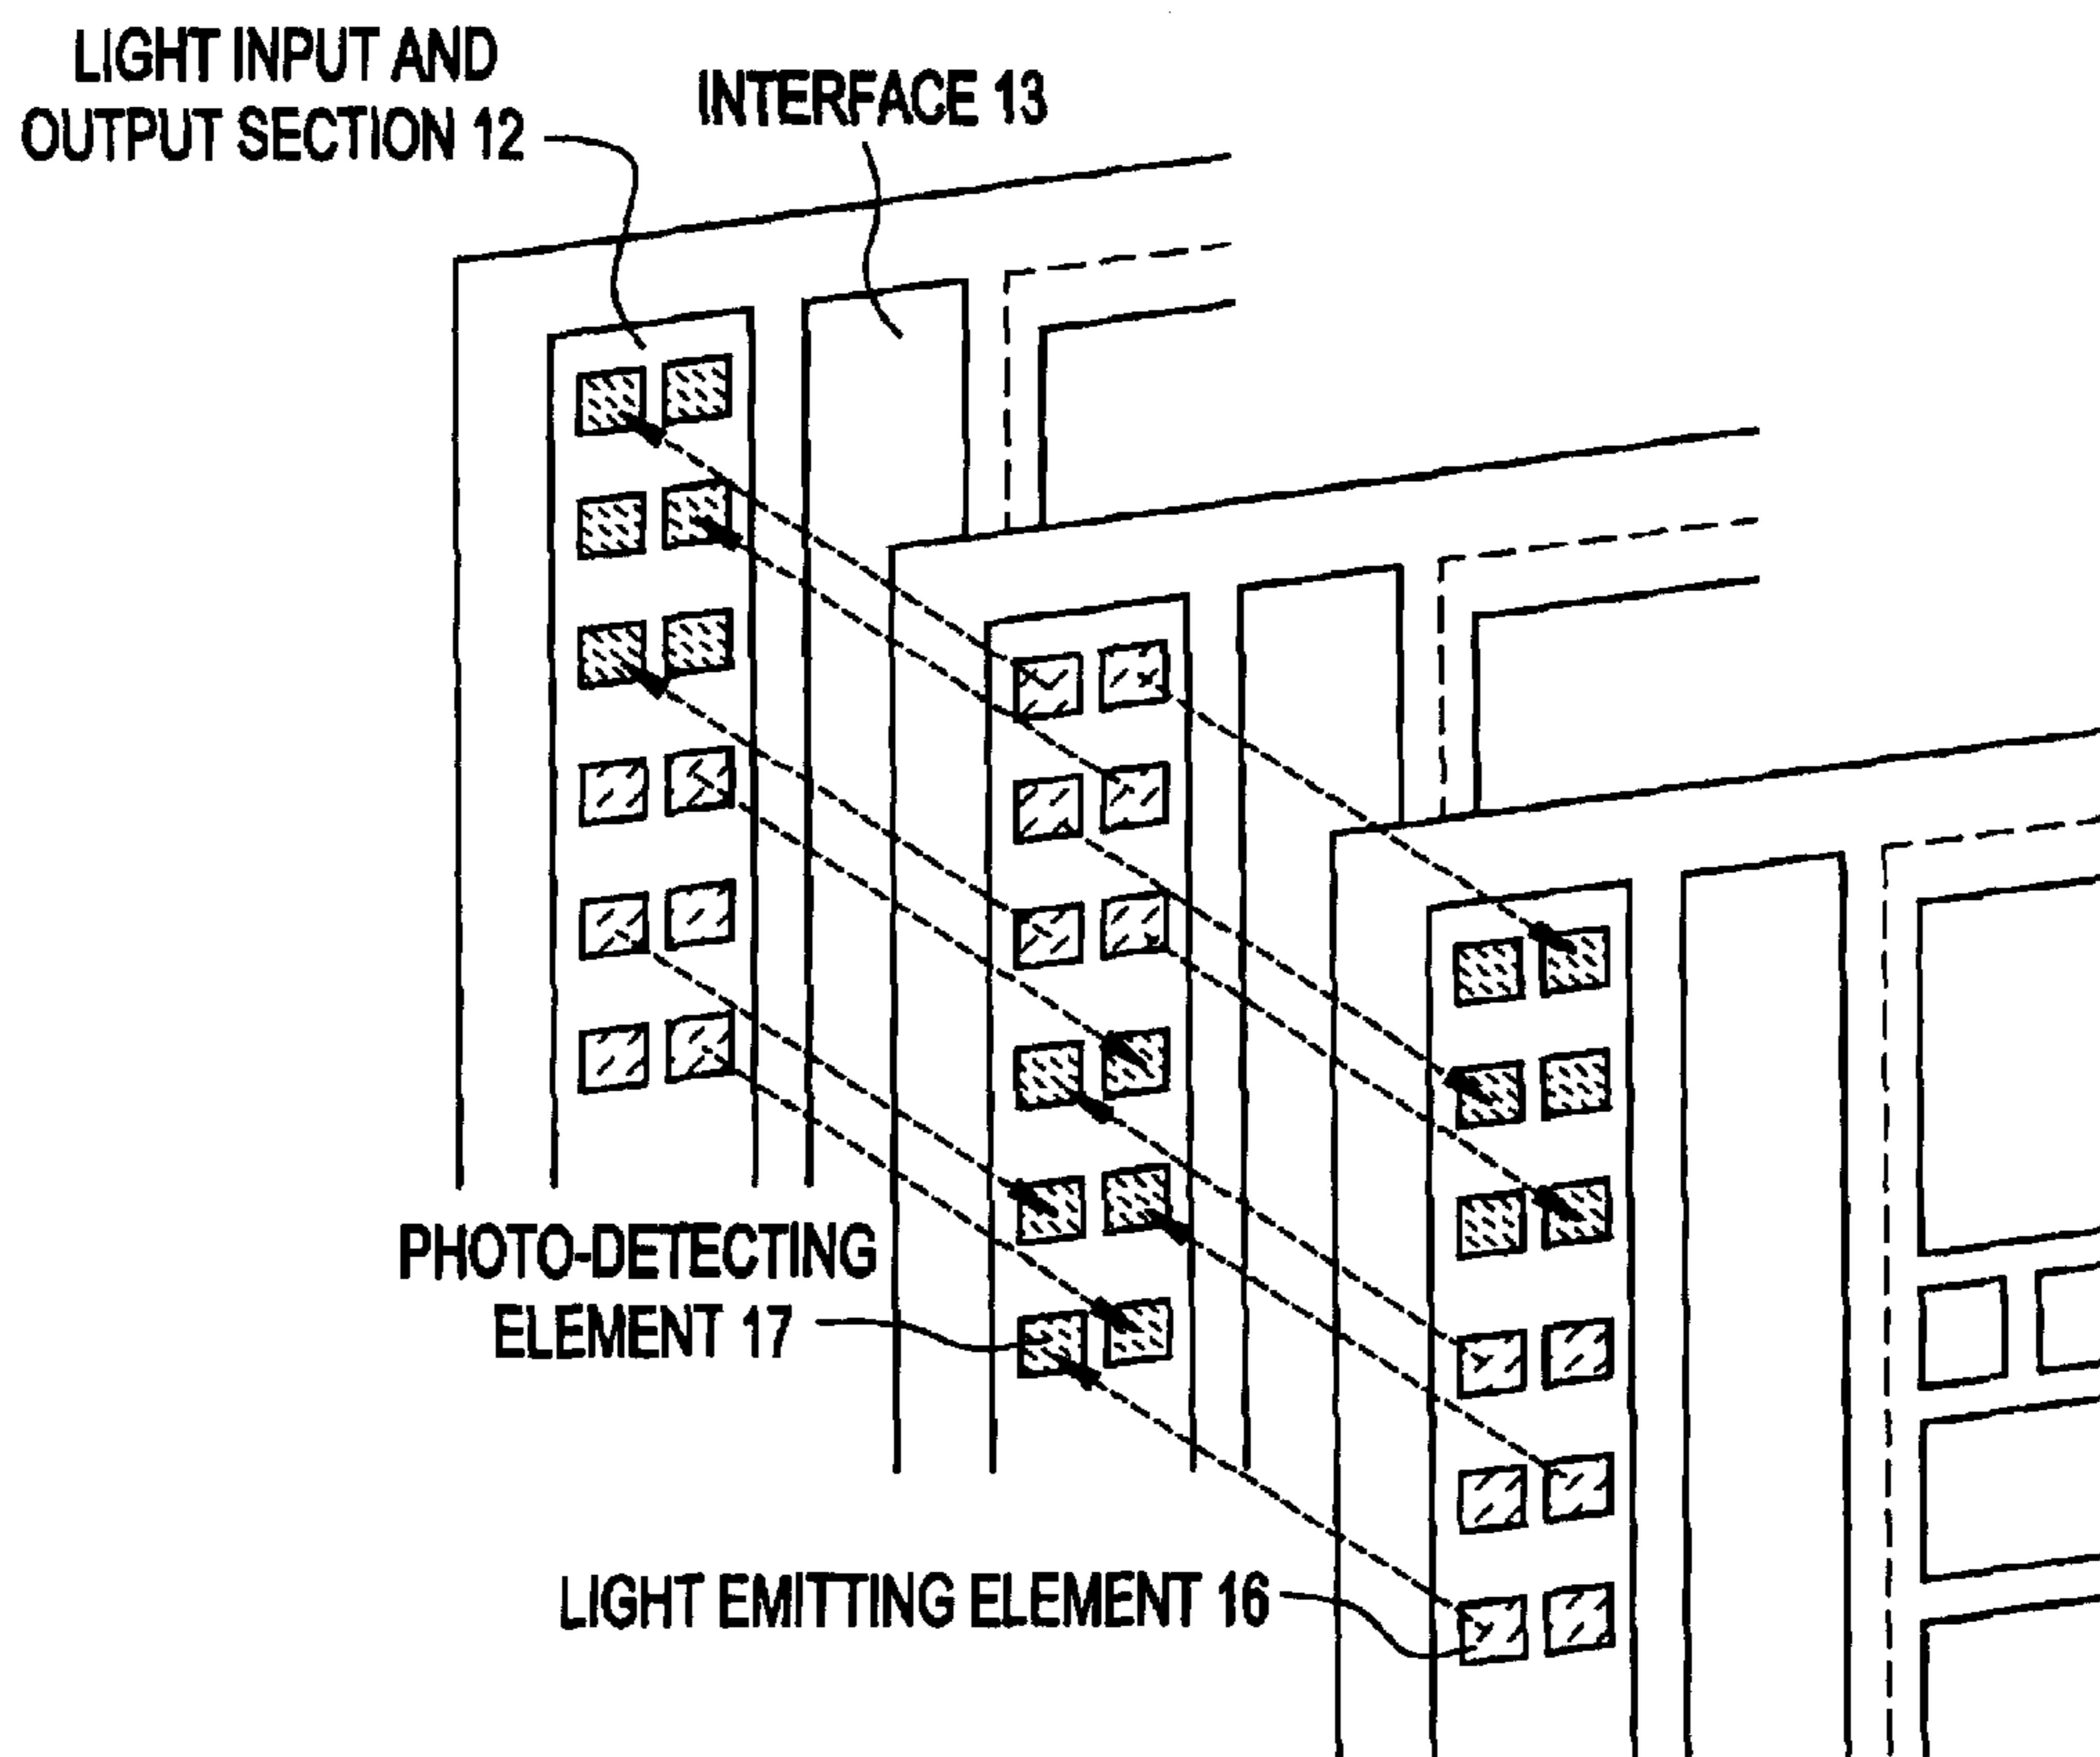 LIGHT INPUT AND
OUTPUT SECTION 12
INTERFACE 13
PHOTO-DETECTING
ELEMENT 17
LIGHT EMITTING ELEMENT 16